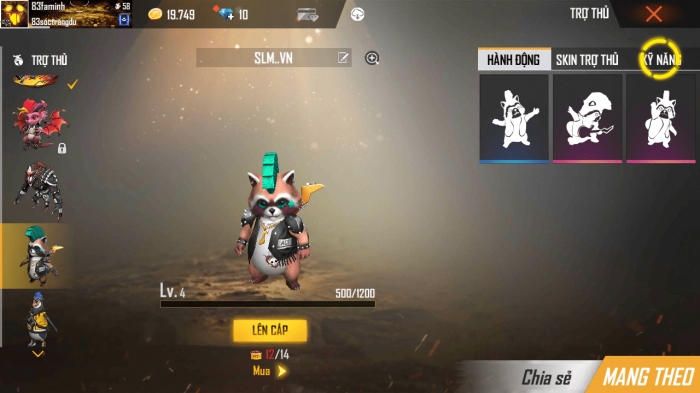 83faminh
58
83soctrangdu
19.749
10
TRỢ THỦ
TRỢ THỦ
SLM..VN
HÀNH ĐỘNG
SKIN TRỢ THỦ
KỸ NĂNG
Lv. 4
500/1200
LÊN CẤP
12/14
Mua
Chia sẻ
MANG THEO